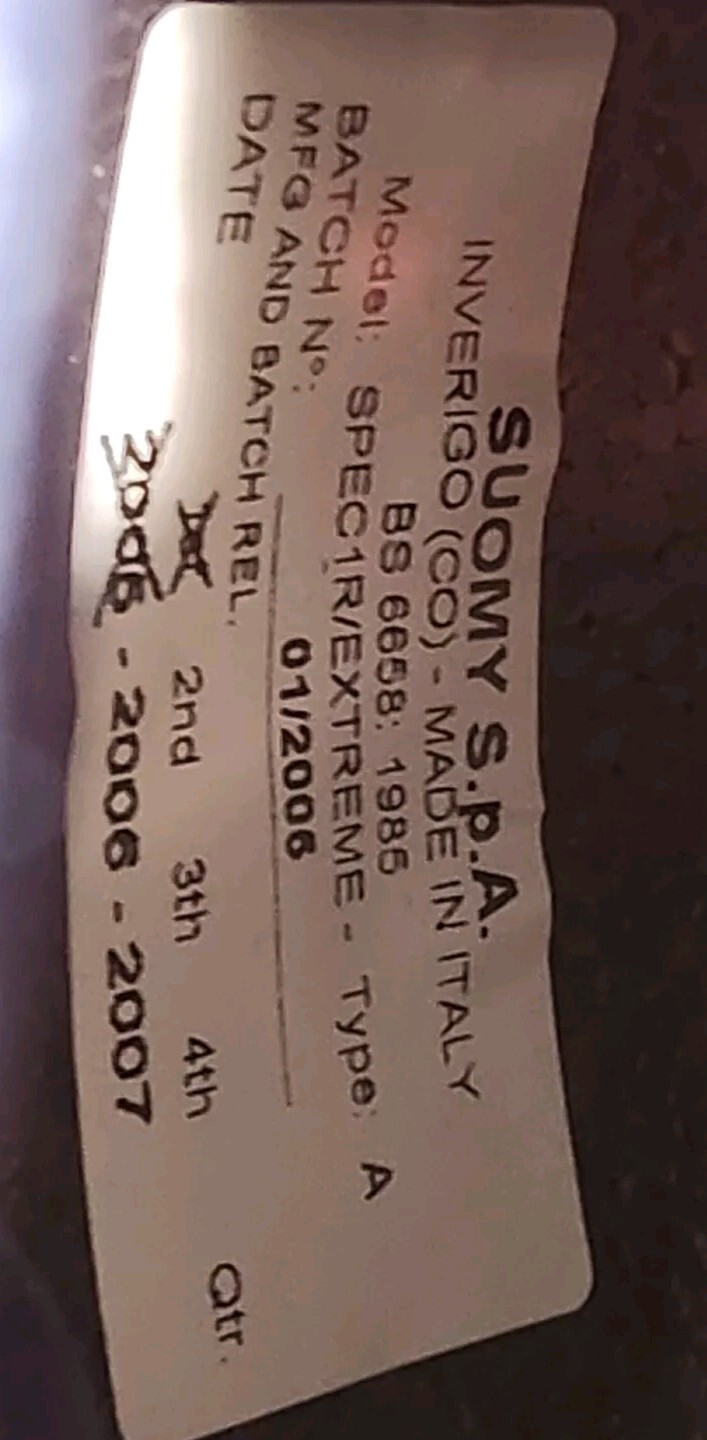 SUOMY S.p.A.
INVERIGO (CO) - MADE IN ITALY
BS 6658: 1985
Model: SPEC1R/EXTREME - Type: A
BATCH N°: 01/2006
MFG AND BATCH REL.
DATE
2nd 3th 4th Qtr.
- 2006 - 2007